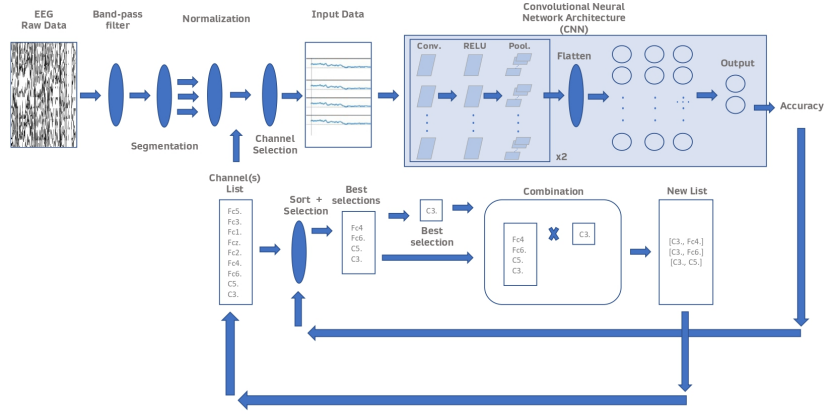 EEG
Raw Data
Band-pass
filter
Segmentation
Normalization
Channel
Selection
Input Data
Convolutional Neural
Network Architecture
(CNN)
Conv.
RELU
Pool.
x2
Flatten
Output
Accuracy
Channel(s)
List
Fc5.
Fc3.
Fc1.
Fcz.
Fc2.
Fc4.
Fc6.
C5.
C3.
Sort +
Selection
Best
selections
Fc4
Fc6.
C5.
C3.
C3.
Best
selection
Combination
Fc4
Fc6.
C5.
C3.
C3.
New List
[C3., Fc4.]
[C3., Fc6.]
[C3., C5.]